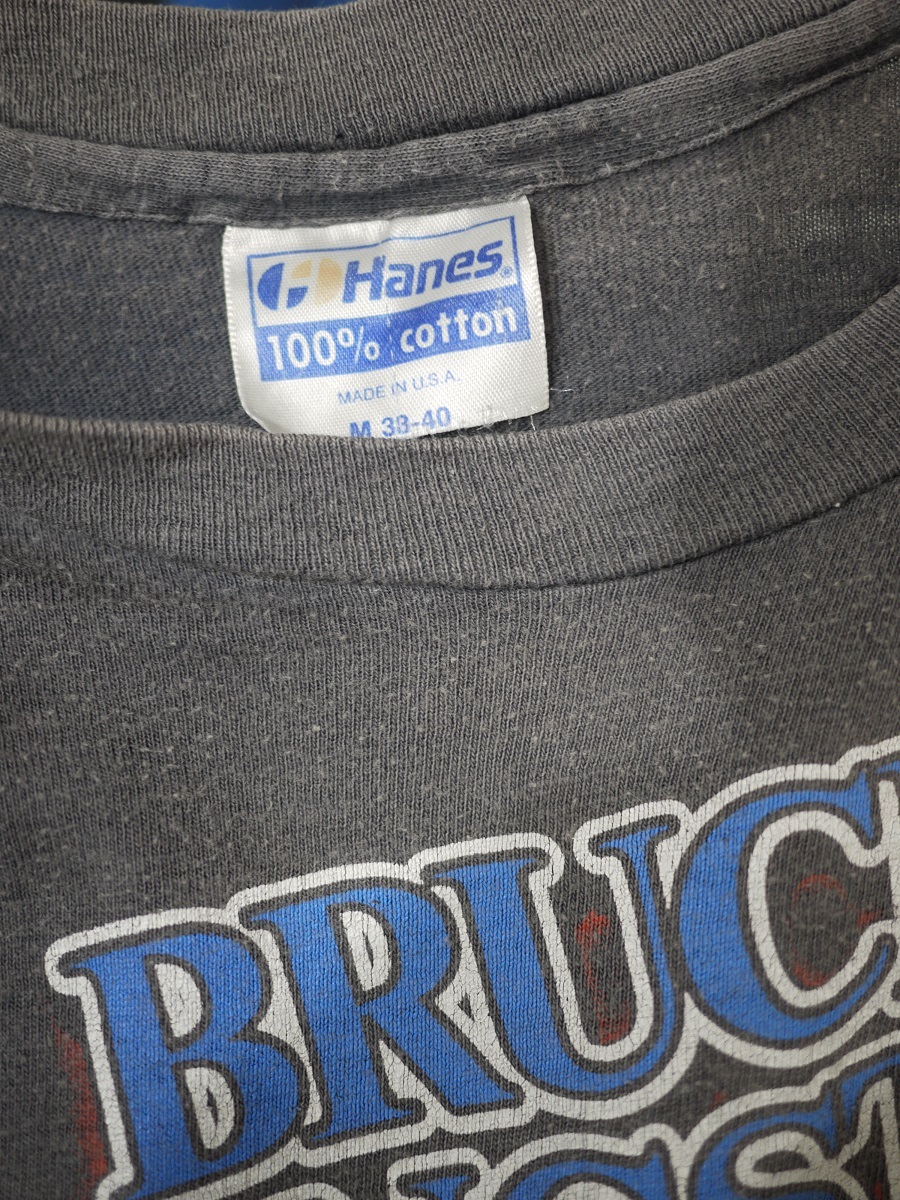 Hanes®
100% cotton
MADE IN U.S.A.
M 38-40
BRUC